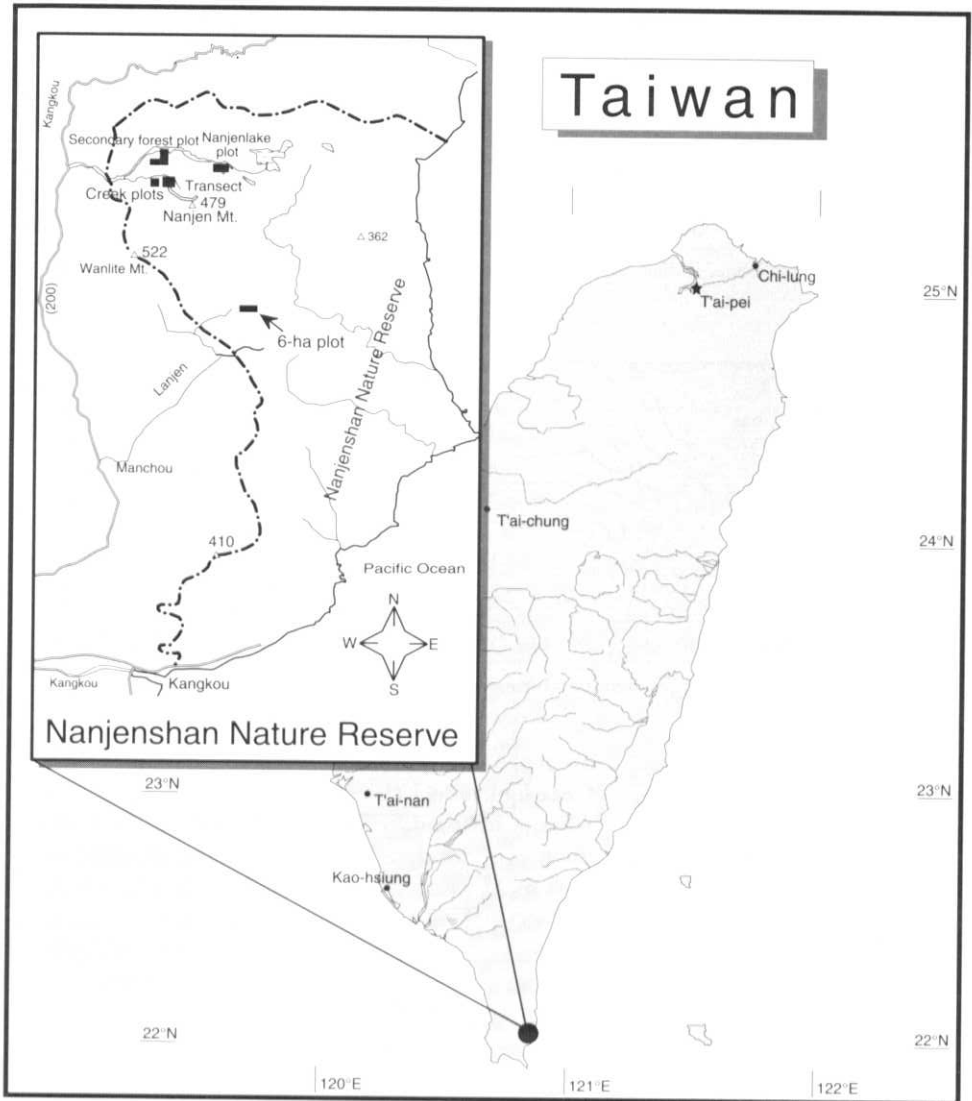 Taiwan
Kangkou
Secondary forest plot
Nanjenlake
plot
Creek plots
Transect
479
Nanjen Mt.
362
522
Wanlite Mt.
(200)
6-ha plot
Lanjen
Nanjenshan Nature Reserve
Manchou
410
Pacific Ocean
N
W
E
S
Kangkou
Kangkou
Nanjenshan Nature Reserve
Chi-lung
T'ai-pei
25°N
T'ai-chung
24°N
23°N
T'ai-nan
23°N
Kao-hsiung
22°N
22°N
120°E
121°E
122°E